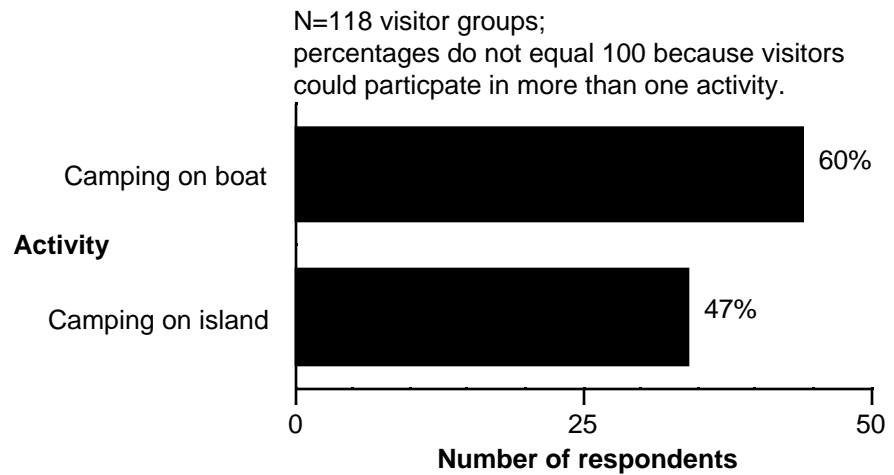 N=118 visitor groups;
percentages do not equal 100 because visitors
could particpate in more than one activity.
Camping on boat
60%
Activity
Camping on island
47%
0
25
50
Number of respondents